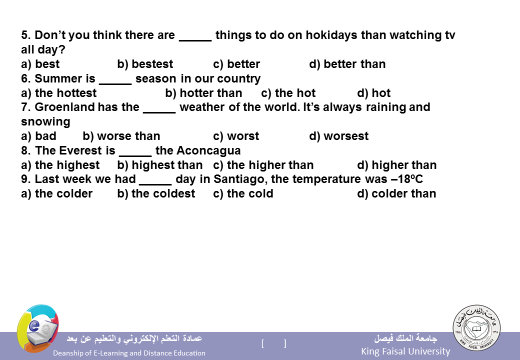 5. Don't you think there are _____ things to do on hokidays than watching tv
all day?
a) best b) bestest c) better d) better than
6. Summer is _____ season in our country
a) the hottest b) hotter than c) the hot d) hot
7. Groenland has the _____ weather of the world. It's always raining and
snowing
a) bad b) worse than c) worst d) worsest
8. The Everest is _____ the Aconcagua
a) the highest b) highest than c) the higher than d) higher than
9. Last week we had _____ day in Santiago, the temperature was –18ºC
a) the colder b) the coldest c) the cold d) colder than
عمادة التعلم الإلكتروني والتعليم عن بعد
Deanship of E-Learning and Distance Education
[ ]
جامعة الملك فيصل
King Faisal University